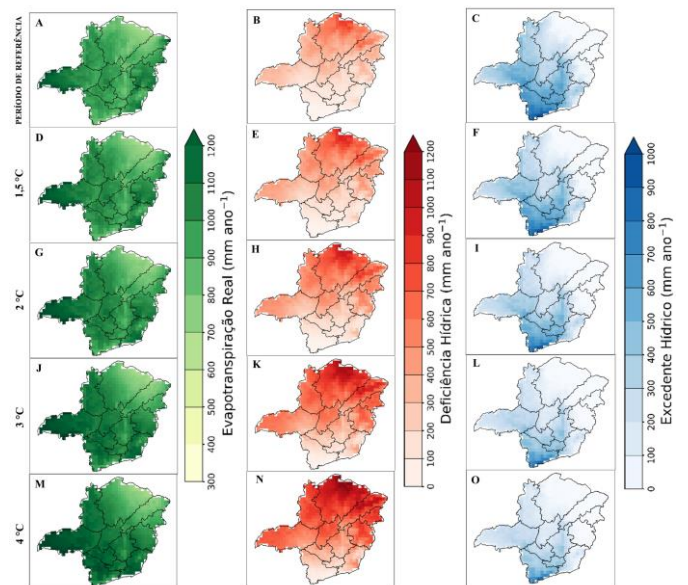 A
B
C
PERÍODO DE REFERÊNCIA
D
E
F
1,5 °C
G
H
I
2 °C
J
K
L
3 °C
M
N
O
4 °C
1200
1100
1000
900
800
700
600
500
400
300
Evapotranspiração Real (mm ano⁻¹)
1200
1100
1000
900
800
700
600
500
400
300
200
100
0
Deficiência Hídrica (mm ano⁻¹)
1000
900
800
700
600
500
400
300
200
100
0
Excedente Hídrico (mm ano⁻¹)